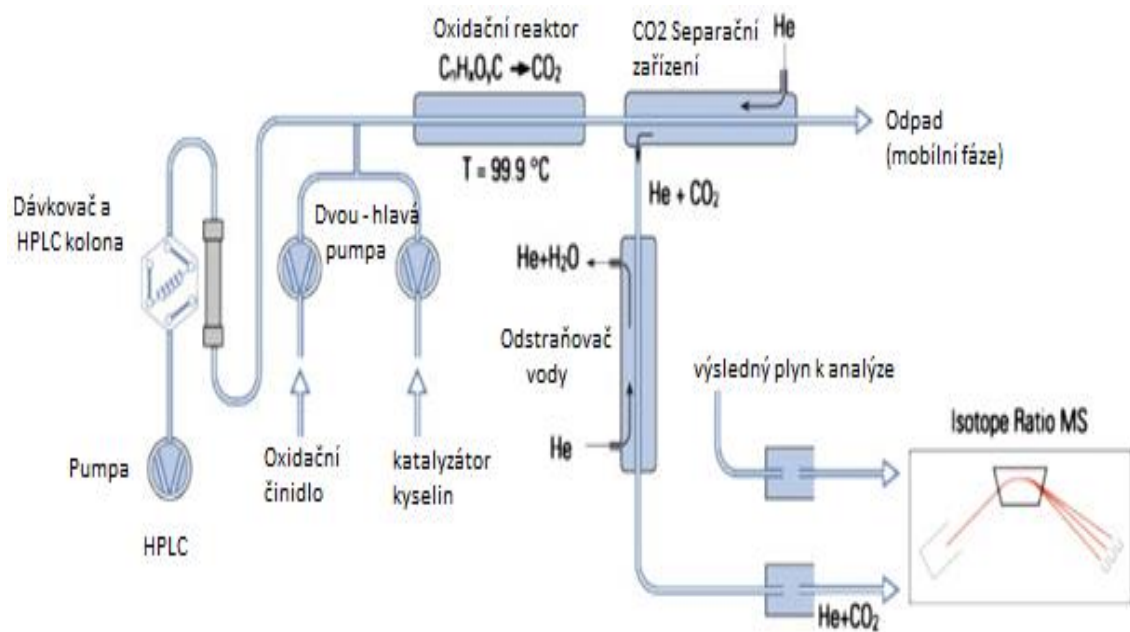 Oxidační reaktor
CnHxOyC → CO2
T = 99.9 °C
CO2 Separační
zařízení
He
Odpad
(mobilní fáze)
He + CO2
Dávkovač a
HPLC kolona
Dvou - hlavá
pumpa
He+H2O
Odstraňovač
vody
He
výsledný plyn k analýze
Isotope Ratio MS
Pumpa
HPLC
Oxidační
činidlo
katalyzátor
kyselin
He+CO2